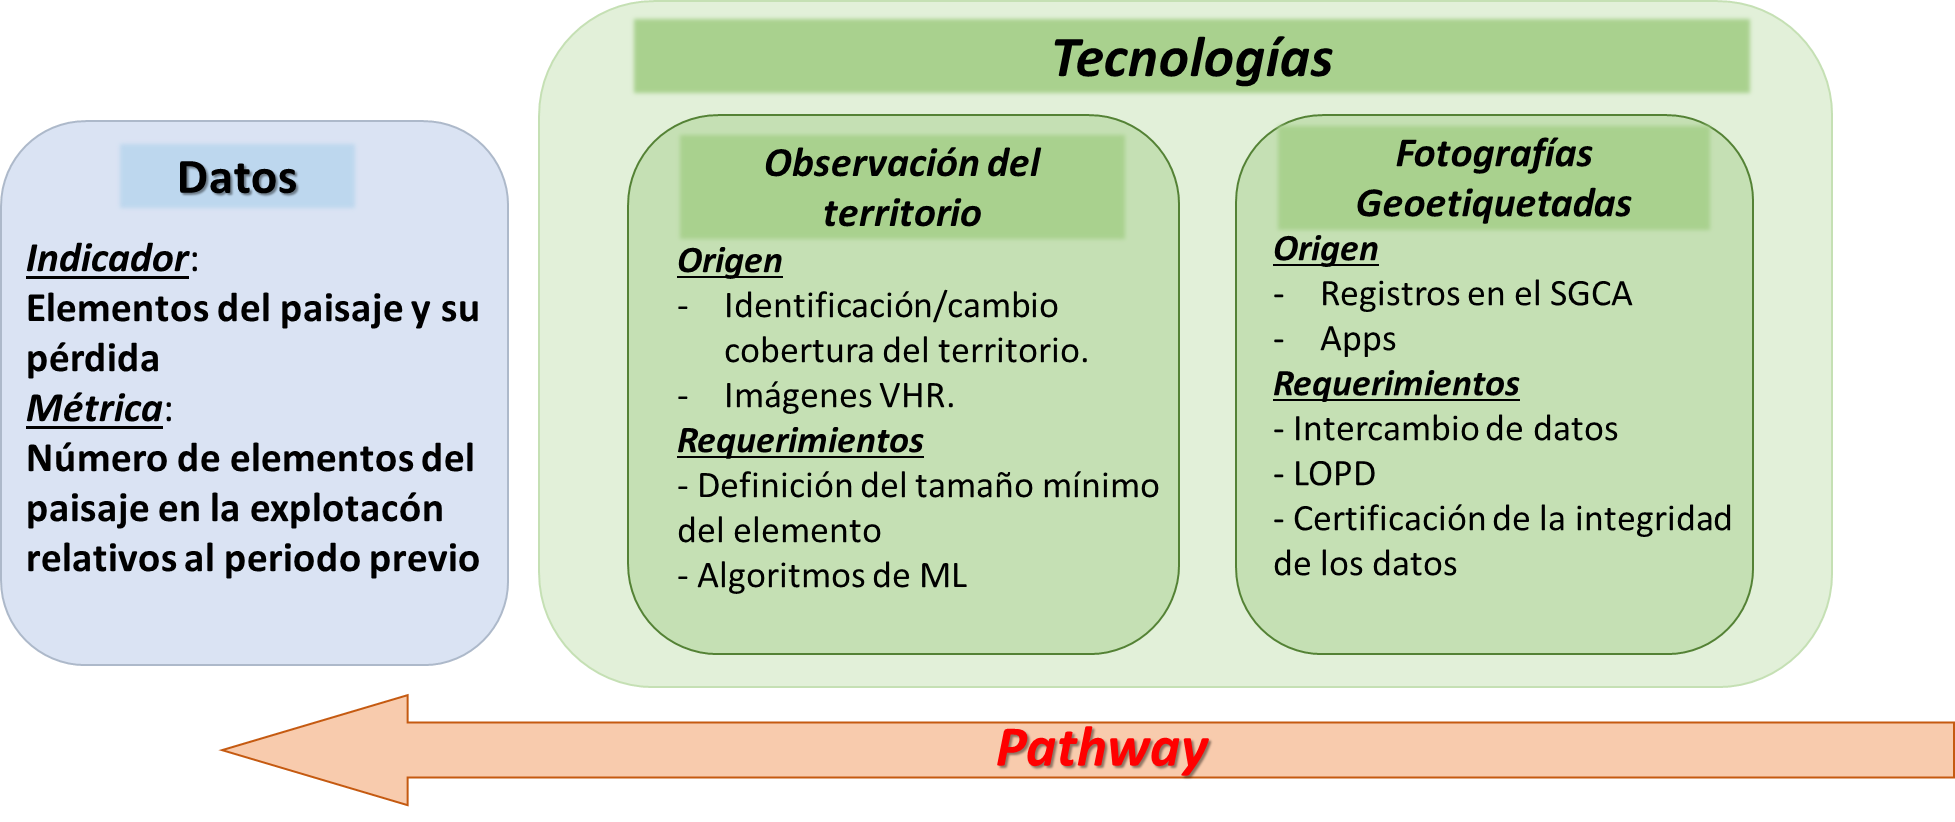 Tecnologías
Datos
Indicador:
Elementos del paisaje y su
pérdida
Métrica:
Número de elementos del
paisaje en la explotacón
relativos al periodo previo
Observación del
territorio
Origen
- Identificación/cambio
cobertura del territorio.
- Imágenes VHR.
Requerimientos
- Definición del tamaño mínimo
del elemento
- Algoritmos de ML
Fotografías
Geoetiquetadas
Origen
- Registros en el SGCA
- Apps
Requerimientos
- Intercambio de datos
- LOPD
- Certificación de la integridad
de los datos
Pathway